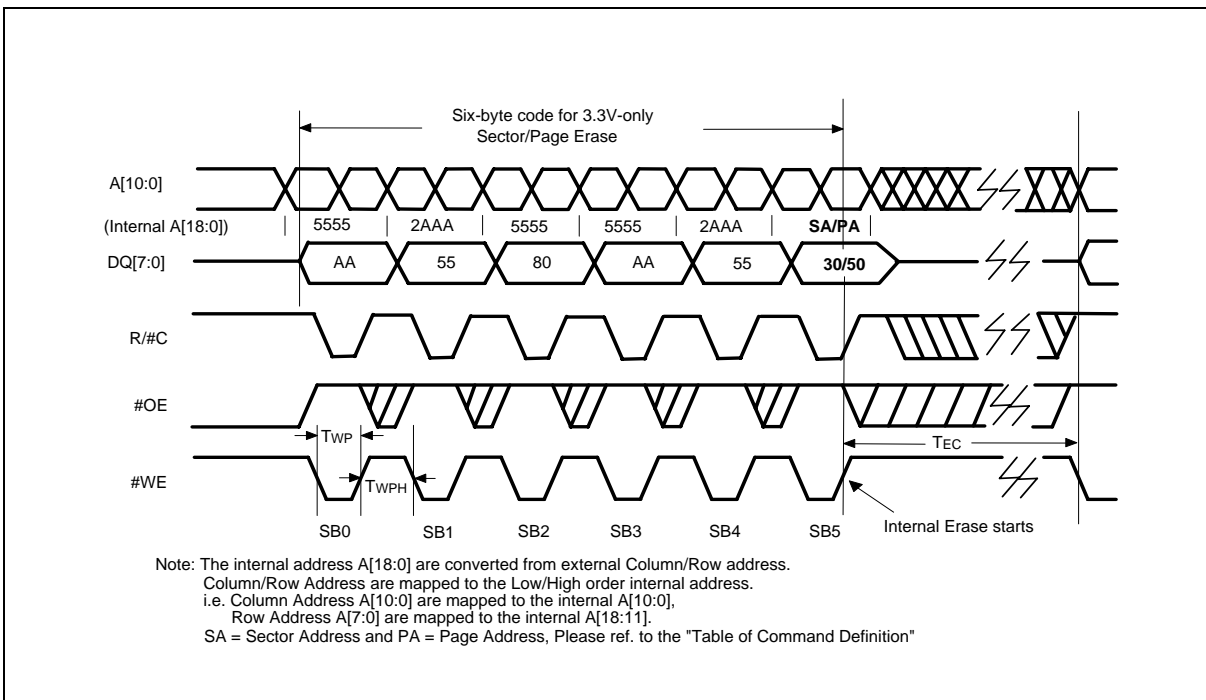 Six-byte code for 3.3V-only
Sector/Page Erase
A[10:0]
(Internal A[18:0]) 5555 2AAA 5555 5555 2AAA SA/PA
DQ[7:0] AA 55 80 AA 55 30/50
R/#C
#OE
TWP TEC
#WE TWPH
Internal Erase starts
SB0 SB1 SB2 SB3 SB4 SB5
Note: The internal address A[18:0] are converted from external Column/Row address.
Column/Row Address are mapped to the Low/High order internal address.
i.e. Column Address A[10:0] are mapped to the internal A[10:0],
Row Address A[7:0] are mapped to the internal A[18:11].
SA = Sector Address and PA = Page Address, Please ref. to the "Table of Command Definition"